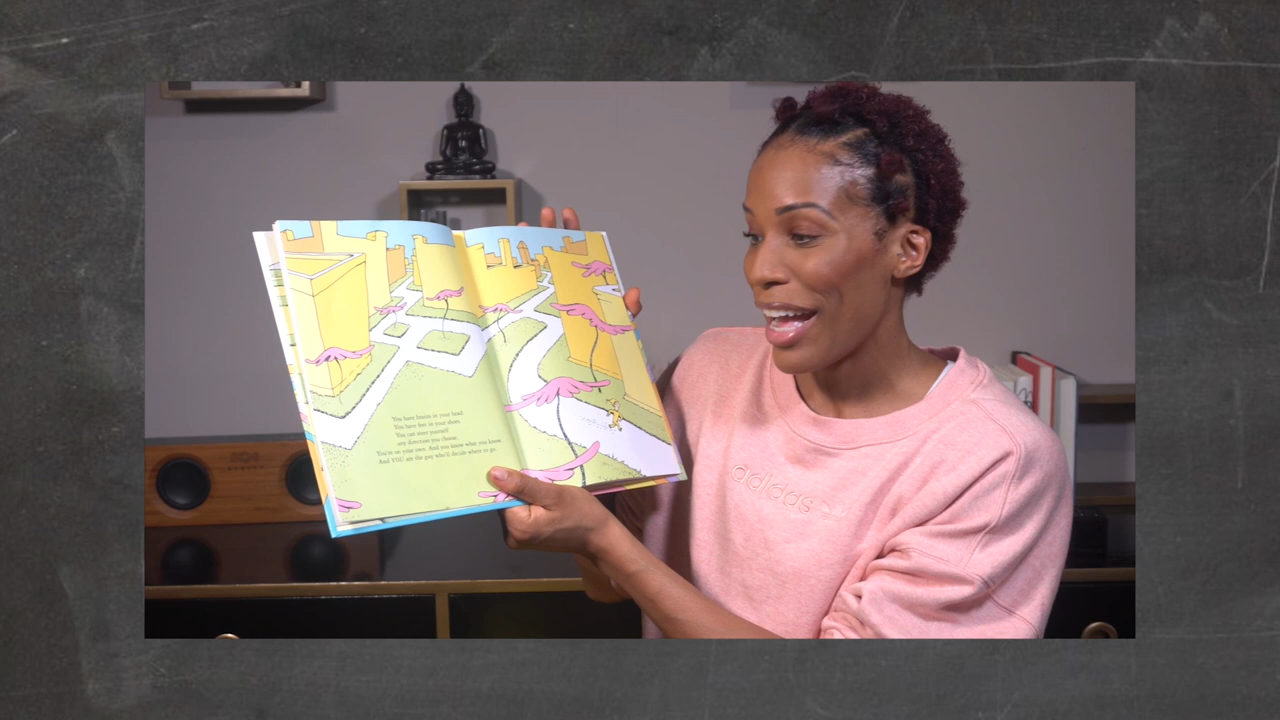 You have brains in your head.
You have feet in your shoes.
You can steer yourself
any direction you choose.
You're on your own. And you know what you know.
And YOU are the guy who'll decide where to go.
adidas